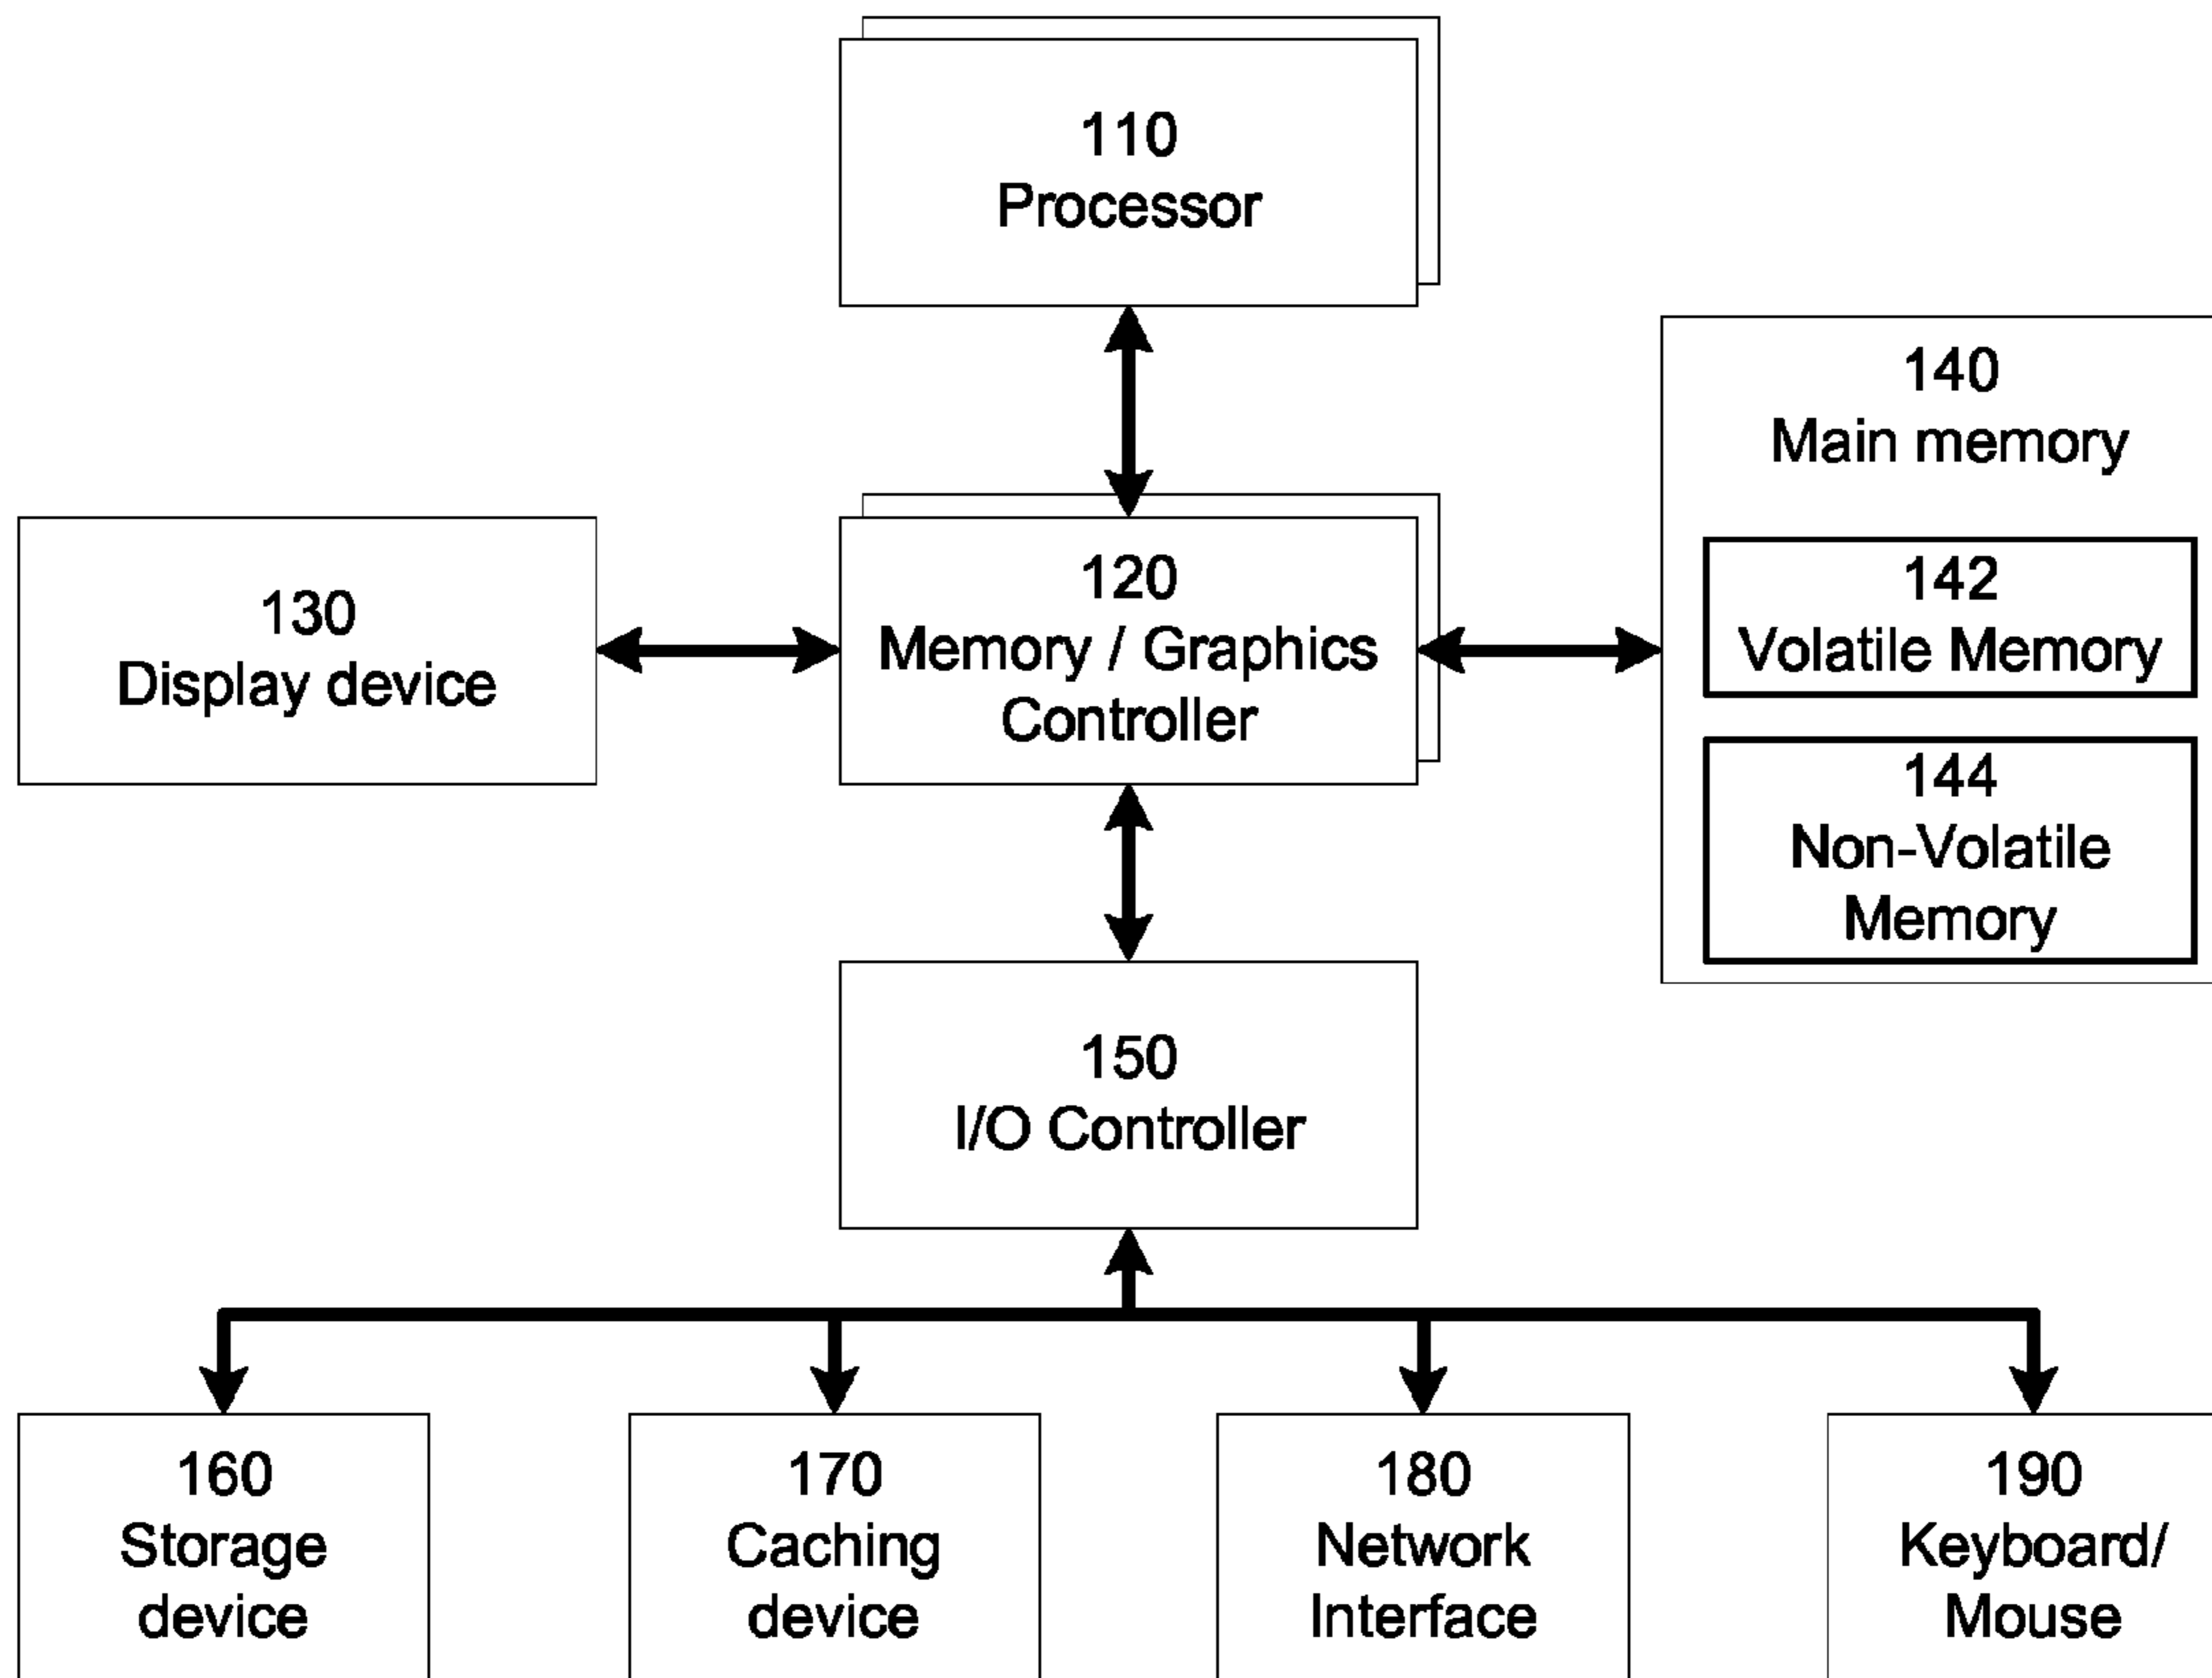 110
Processor
140
Main memory
130
Display device
120
Memory / Graphics
Controller
142
Volatile Memory
144
Non-Volatile
Memory
150
I/O Controller
160
Storage
device
170
Caching
device
180
Network
Interface
190
Keyboard/
Mouse